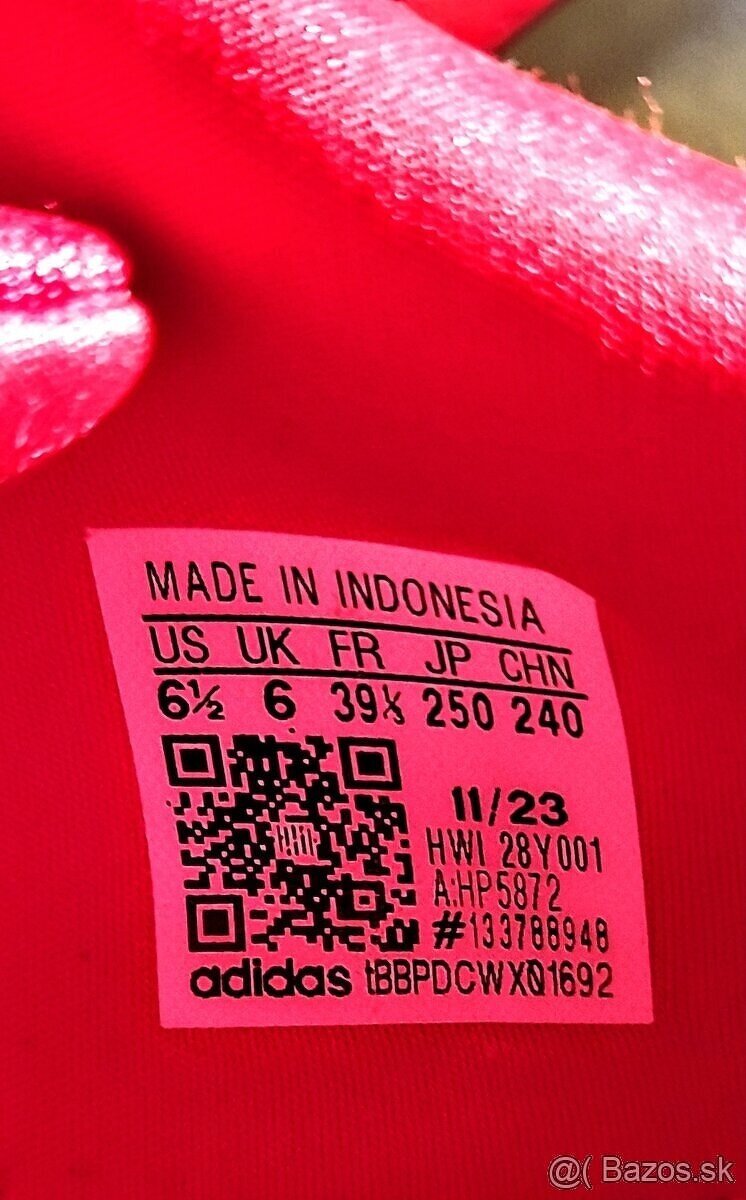 MADE IN INDONESIA
US UK FR JP CHN
6½ 6 39⅓ 250 240
11/23
HWI 28Y001
A:HP5872
#133788948
adidas tBBPDCWXQ1692
@( Bazos.sk